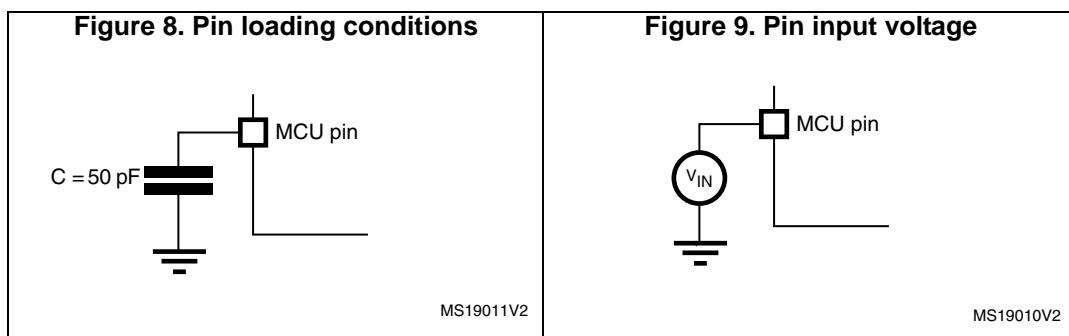 Figure 8. Pin loading conditions
MCU pin
C = 50 pF
MS19011V2
Figure 9. Pin input voltage
MCU pin
VIN
MS19010V2